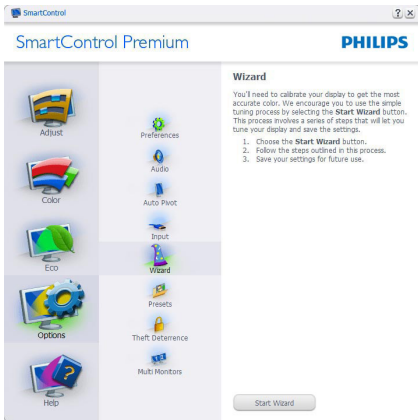 SmartControl
SmartControl Premium
PHILIPS
Adjust
Color
Eco
Options
Help
Preferences
Audio
Auto Pivot
Input
Wizard
Presets
Theft Deterrence
Multi Monitors
Wizard
You'll need to calibrate your display to get the most
accurate color. We encourage you to use the simple
tuning process by selecting the Start Wizard button.
This process involves a series of steps that will let you
tune your display and save the settings.
1. Choose the Start Wizard button.
2. Follow the steps outlined in this process.
3. Save your settings for future use.
Start Wizard